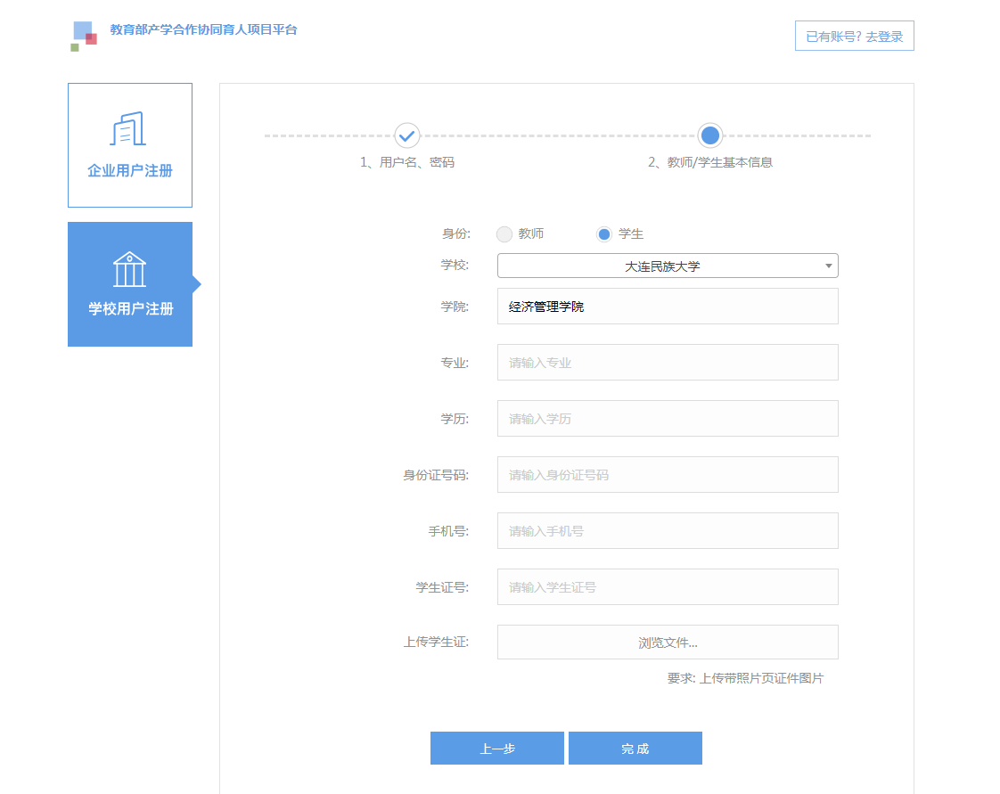 教育部产学合作协同育人项目平台
已有账号? 去登录
企业用户注册
学校用户注册
1、用户名、密码
2、教师/学生基本信息
身份: 教师 学生
学校: 大连民族大学
学院: 经济管理学院
专业: 请输入专业
学历: 请输入学历
身份证号码: 请输入身份证号码
手机号: 请输入手机号
学生证号: 请输入学生证号
上传学生证: 浏览文件...
要求: 上传带照片页证件图片
上一步 完 成